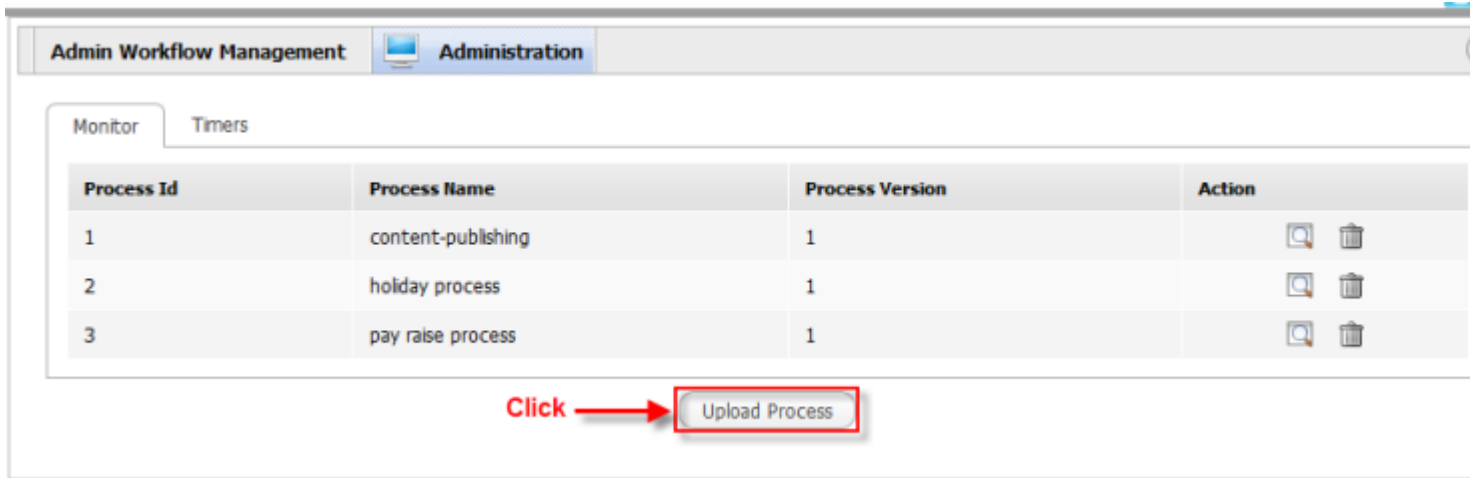 Admin Workflow Management Administration
Monitor Timers
Process Id Process Name Process Version Action
1 content-publishing 1
2 holiday process 1
3 pay raise process 1
Click Upload Process